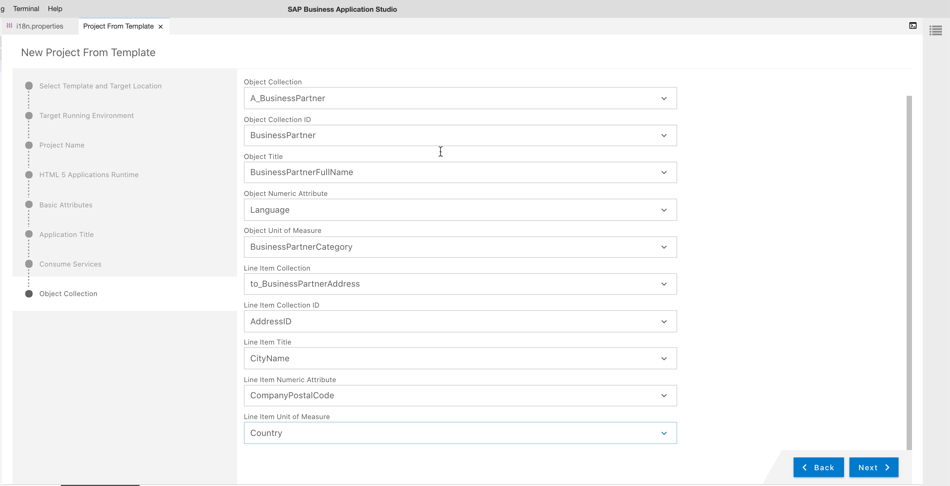 g Terminal Help SAP Business Application Studio
i18n.properties Project From Template
New Project From Template
Select Template and Target Location
Target Running Environment
Project Name
HTML 5 Applications Runtime
Basic Attributes
Application Title
Consume Services
Object Collection
Object Collection
A_BusinessPartner
Object Collection ID
BusinessPartner
Object Title
BusinessPartnerFullName
Object Numeric Attribute
Language
Object Unit of Measure
BusinessPartnerCategory
Line Item Collection
to_BusinessPartnerAddress
Line Item Collection ID
AddressID
Line Item Title
CityName
Line Item Numeric Attribute
CompanyPostalCode
Line Item Unit of Measure
Country
Back Next